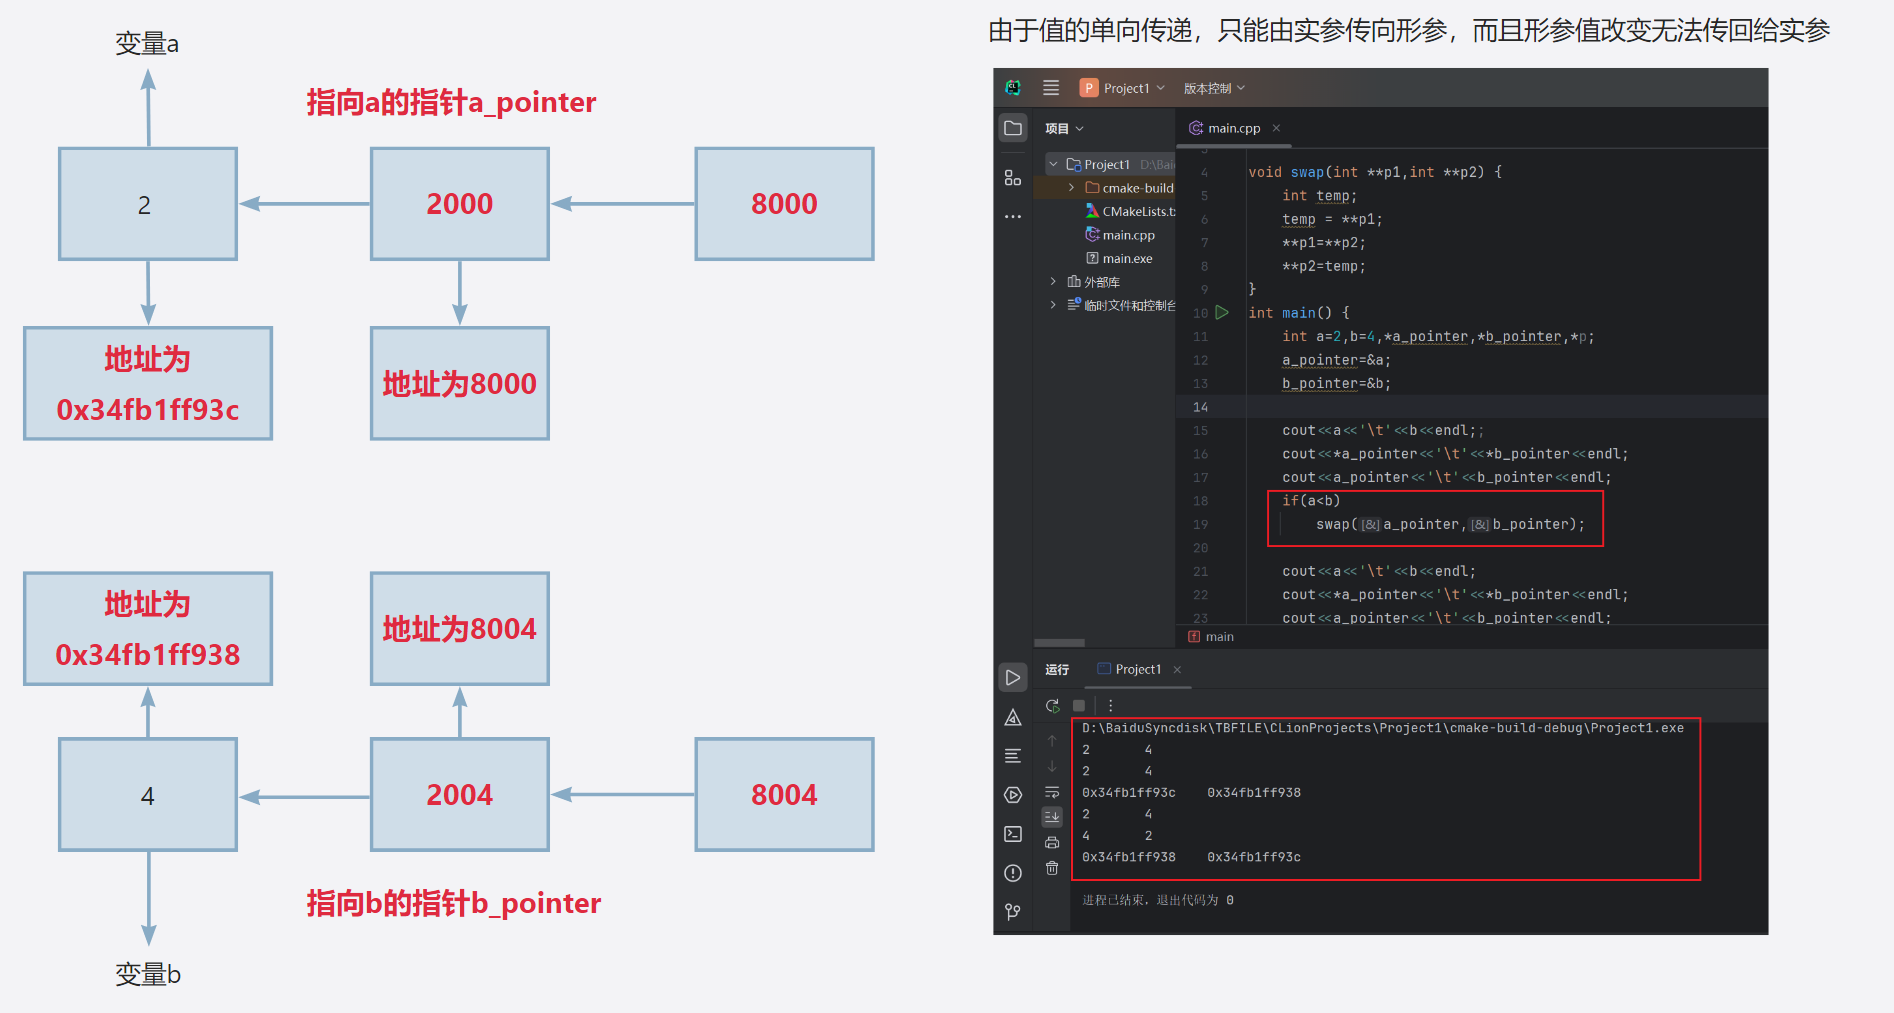 变量a
指向a的指针a_pointer
2
2000
8000
地址为
0x34fb1ff93c
地址为8000
地址为
0x34fb1ff938
地址为8004
4
2004
8004
指向b的指针b_pointer
变量b
由于值的单向传递，只能由实参传向形参，而且形参值改变无法传回给实参
P Project1 版本控制
项目
Project1 D:\Bai
cmake-build
CMakeLists.tx
main.cpp
main.exe
外部库
临时文件和控制台
main.cpp
4 void swap(int **p1,int **p2) {
5 int temp;
6 temp = **p1;
7 **p1=**p2;
8 **p2=temp;
9 }
10 int main() {
11 int a=2,b=4,*a_pointer,*b_pointer,*p;
12 a_pointer=&a;
13 b_pointer=&b;
14
15 cout<<a<<'\t'<<b<<endl;;
16 cout<<*a_pointer<<'\t'<<*b_pointer<<endl;
17 cout<<a_pointer<<'\t'<<b_pointer<<endl;
18 if(a<b)
19 swap([&]a_pointer,[&]b_pointer);
20
21 cout<<a<<'\t'<<b<<endl;
22 cout<<*a_pointer<<'\t'<<*b_pointer<<endl;
23 cout<<a_pointer<<'\t'<<b_pointer<<endl;
f main
运行 Project1
D:\BaiduSyncdisk\TBFILE\CLionProjects\Project1\cmake-build-debug\Project1.exe
2 4
2 4
0x34fb1ff93c 0x34fb1ff938
2 4
4 2
0x34fb1ff938 0x34fb1ff93c
进程已结束，退出代码为 0